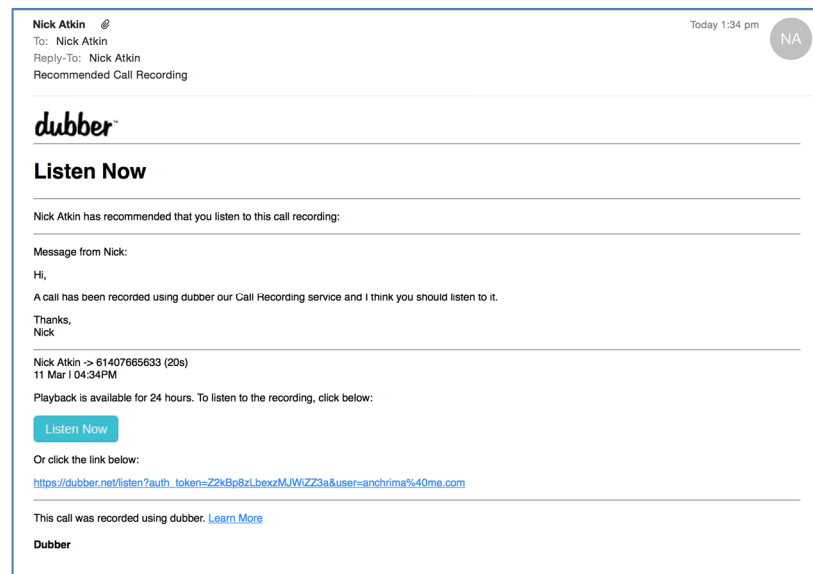 Nick Atkin
Today 1:34 pm
NA
To: Nick Atkin
Reply-To: Nick Atkin
Recommended Call Recording
dubber™
Listen Now
Nick Atkin has recommended that you listen to this call recording:
Message from Nick:
Hi,
A call has been recorded using dubber our Call Recording service and I think you should listen to it.
Thanks,
Nick
Nick Atkin -> 61407665633 (20s)
11 Mar | 04:34PM
Playback is available for 24 hours. To listen to the recording, click below:
Listen Now
Or click the link below:
https://dubber.net/listen?auth_token=Z2kBp8zLbexzMJWiZZ3a&user=anchrima%40me.com
This call was recorded using dubber. Learn More
Dubber